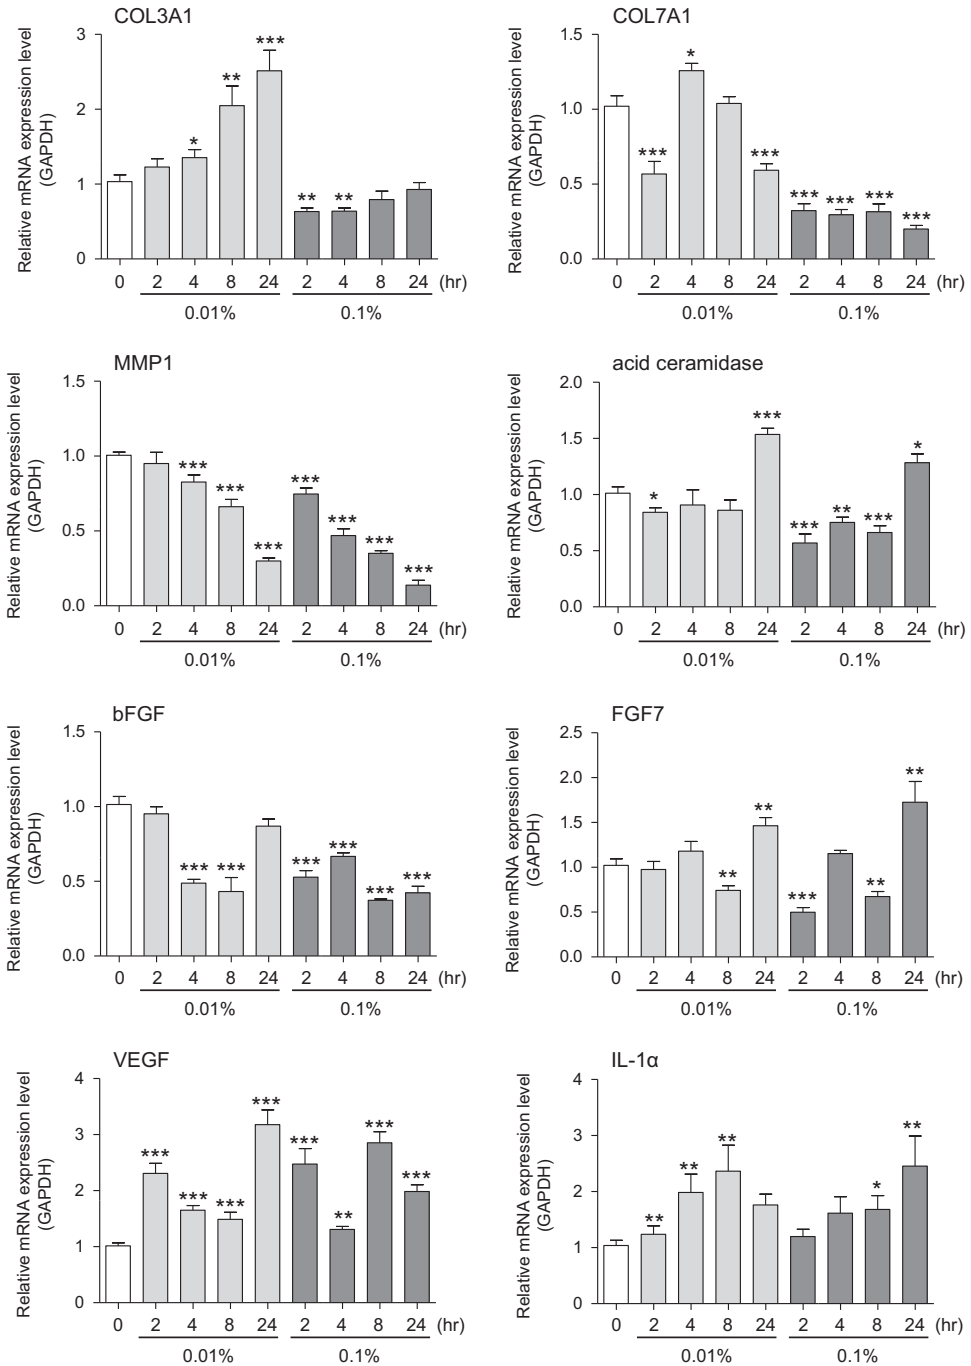 COL3A1
Relative mRNA expression level
(GAPDH)
3
**
***
2
*
1
** **
0
0 2 4 8 24 2 4 8 24 (hr)
0.01% 0.1%
COL7A1
Relative mRNA expression level
(GAPDH)
1.5
*
1.0
*** ***
0.5
*** *** *** ***
0.0
0 2 4 8 24 2 4 8 24 (hr)
0.01% 0.1%
MMP1
Relative mRNA expression level
(GAPDH)
1.5
1.0
*** *** *** ***
0.5
*** *** *** ***
0.0
0 2 4 8 24 2 4 8 24 (hr)
0.01% 0.1%
acid ceramidase
Relative mRNA expression level
(GAPDH)
2.0
***
1.5
*
1.0
* *** ** ***
0.5
0.0
0 2 4 8 24 2 4 8 24 (hr)
0.01% 0.1%
bFGF
Relative mRNA expression level
(GAPDH)
1.5
1.0
*** *** *** *** *** ***
0.5
0.0
0 2 4 8 24 2 4 8 24 (hr)
0.01% 0.1%
FGF7
Relative mRNA expression level
(GAPDH)
2.5
2.0
**
1.5
**
1.0
** *** **
0.5
0.0
0 2 4 8 24 2 4 8 24 (hr)
0.01% 0.1%
VEGF
Relative mRNA expression level
(GAPDH)
4
*** *** *** ***
3
*** *** *** **
2
1
0
0 2 4 8 24 2 4 8 24 (hr)
0.01% 0.1%
IL-1α
Relative mRNA expression level
(GAPDH)
4
3
** ** **
2
** *
1
0
0 2 4 8 24 2 4 8 24 (hr)
0.01% 0.1%